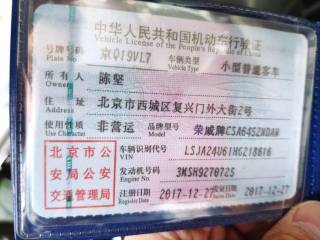 中华人民共和国机动车行驶证
Vehicle License of the People's Republic of China
号牌号码 京Q19VL7 车辆类型 小型普通客车
Plate No. Vehicle Type
所有人 陈坚
Owner
住址 北京市西城区复兴门外大街2号
Address
使用性质 非营运 品牌型号 荣威牌CSA6452NDAN
Use Character Model
北京市公安局公安交通管理局
车辆识别代号 LSJA24U61HG218616
VIN
发动机号码 3MSH9270725
Engine No.
注册日期 2017-12-27 发证日期 2017-12-27
Register Date Issue Date